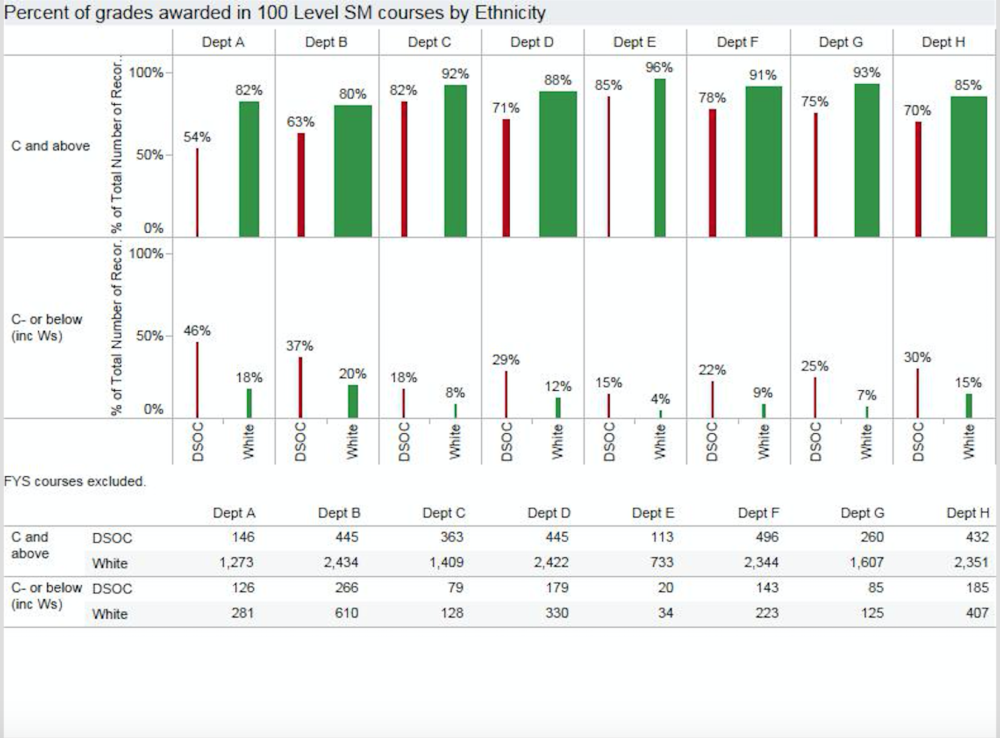 Percent of grades awarded in 100 Level SM courses by Ethnicity
Dept A Dept B Dept C Dept D Dept E Dept F Dept G Dept H
C and above
% of Total Number of Recor..
100%
50%
0%
54% 82% 63% 80% 82% 92% 71% 88% 85% 96% 78% 91% 75% 93% 70% 85%
C- or below
(inc Ws)
% of Total Number of Recor.
100%
50%
0%
46% 18% 37% 20% 18% 8% 29% 12% 15% 4% 22% 9% 25% 7% 30% 15%
DSOC White DSOC White DSOC White DSOC White DSOC White DSOC White DSOC White DSOC White
FYS courses excluded.
Dept A Dept B Dept C Dept D Dept E Dept F Dept G Dept H
C and
above
DSOC 146 445 363 445 113 496 260 432
White 1,273 2,434 1,409 2,422 733 2,344 1,607 2,351
C- or below
(inc Ws)
DSOC 126 266 79 179 20 143 85 185
White 281 610 128 330 34 223 125 407